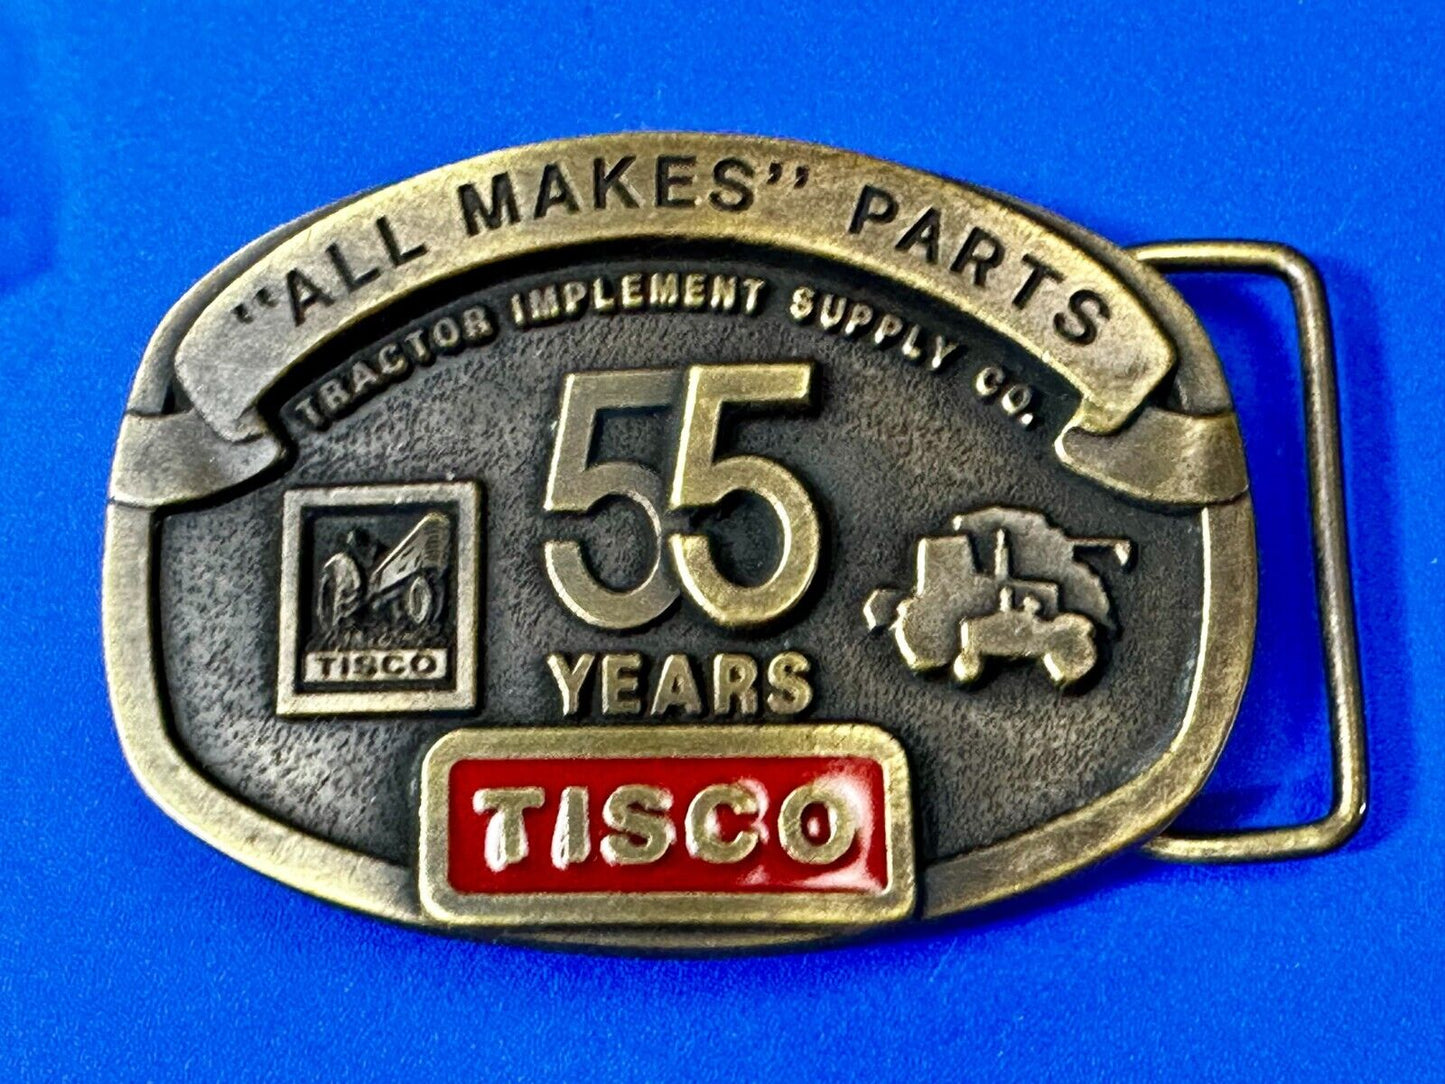 "ALL MAKES" PARTS
TRACTOR IMPLEMENT SUPPLY CO.
55
YEARS
TISCO
TISCO